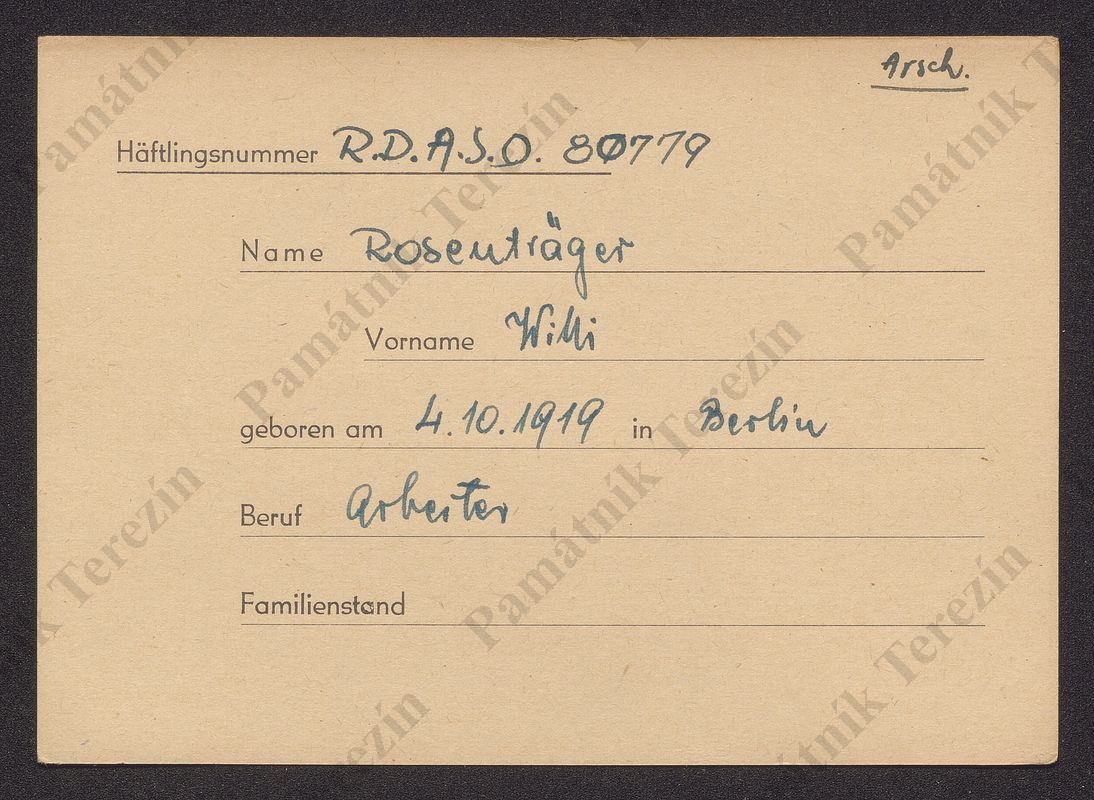 Arsch.
Häftlingsnummer R.D.A.S.O. 80779
Name Rosenträger
Vorname Willi
geboren am 4.10.1919 in Berlin
Beruf Arbeiter
Familienstand
Památník Terezín